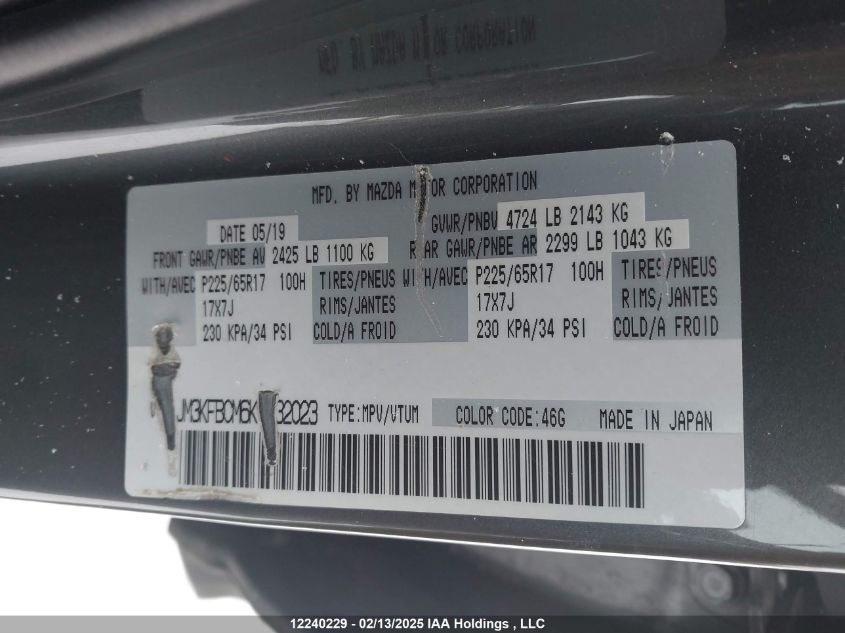 MFD. BY MAZDA MOTOR CORPORATION
DATE 05/19 GVWR/PNBV 4724 LB 2143 KG
FRONT GAWR/PNBE AV 2425 LB 1100 KG REAR GAWR/PNBE AR 2299 LB 1043 KG
WITH/AVEC P225/65R17 100H TIRES/PNEUS WITH/AVEC P225/65R17 100H TIRES/PNEUS
17X7J RIMS/JANTES 17X7J RIMS/JANTES
230 KPA/34 PSI COLD/A FROID 230 KPA/34 PSI COLD/A FROID
TYPE:MPV/VTUM COLOR CODE:46G MADE IN JAPAN
12240229 - 02/13/2025 IAA Holdings , LLC